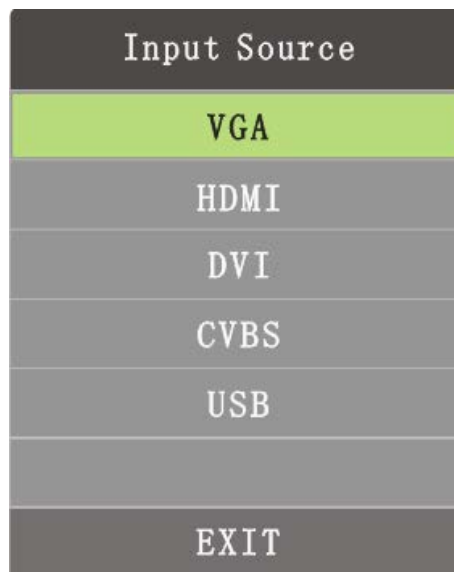 Input Source
VGA
HDMI
DVI
CVBS
USB
EXIT